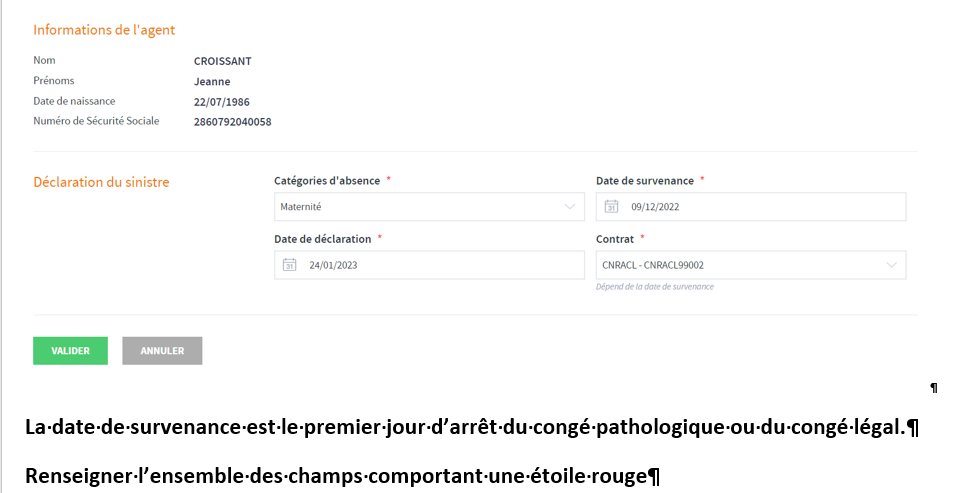 Informations de l'agent
Nom CROISSANT
Prénoms Jeanne
Date de naissance 22/07/1986
Numéro de Sécurité Sociale 2860792040058
Déclaration du sinistre
Catégories d'absence * Date de survenance *
Maternité 31 09/12/2022
Date de déclaration * Contrat *
31 24/01/2023 CNRACL - CNRACL99002
Dépend de la date de survenance
VALIDER ANNULER
¶
La·date·de·survenance·est·le·premier·jour·d’arrêt·du·congé·pathologique·ou·du·congé·légal.¶
Renseigner·l’ensemble·des·champs·comportant·une·étoile·rouge¶